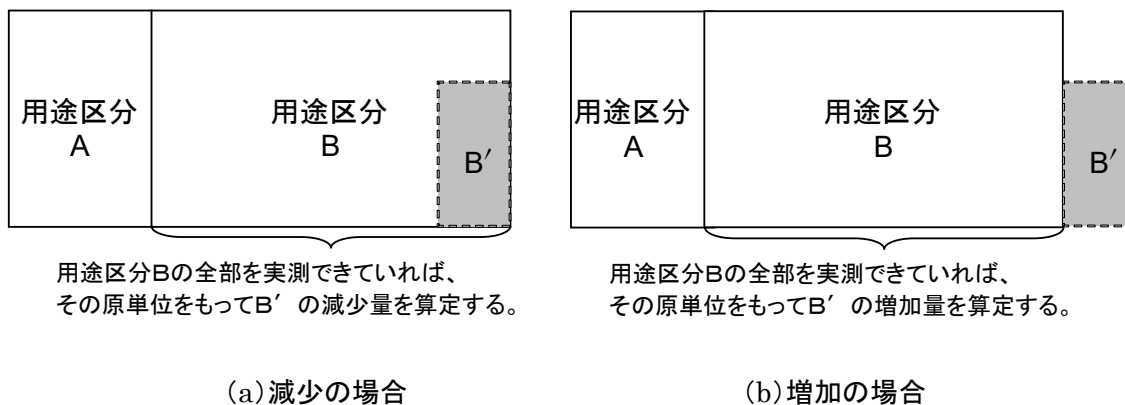 用途区分
A
用途区分
B
B′
用途区分Bの全部を実測できていれば、
その原単位をもってB′の減少量を算定する。
(a)減少の場合
用途区分
A
用途区分
B
B′
用途区分Bの全部を実測できていれば、
その原単位をもってB′の増加量を算定する。
(b)増加の場合